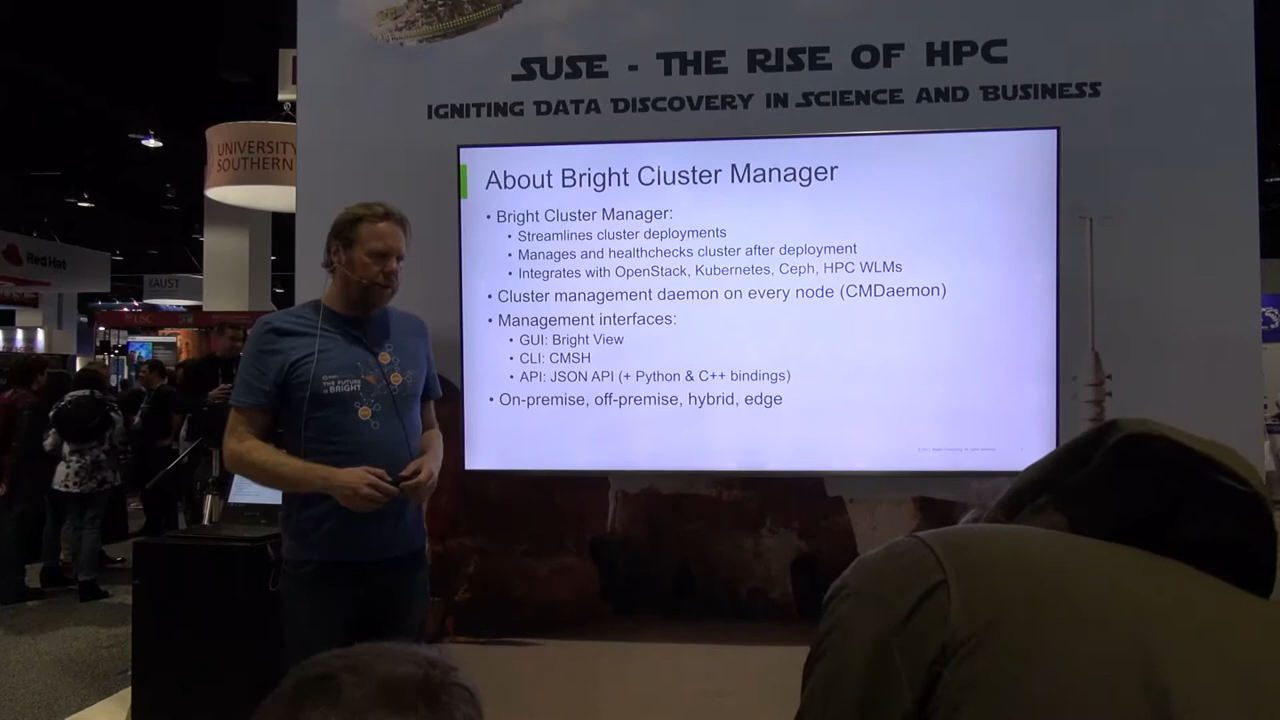 SUSE - THE RISE OF HPC
IGNITING DATA DISCOVERY IN SCIENCE AND BUSINESS
UNIVERSITY
SOUTHERN
Red Hat
KAUST
About Bright Cluster Manager
• Bright Cluster Manager:
• Streamlines cluster deployments
• Manages and healthchecks cluster after deployment
• Integrates with OpenStack, Kubernetes, Ceph, HPC WLMs
• Cluster management daemon on every node (CMDaemon)
• Management interfaces:
• GUI: Bright View
• CLI: CMSH
• API: JSON API (+ Python & C++ bindings)
• On-premise, off-premise, hybrid, edge
THE FUTURE
IS BRIGHT